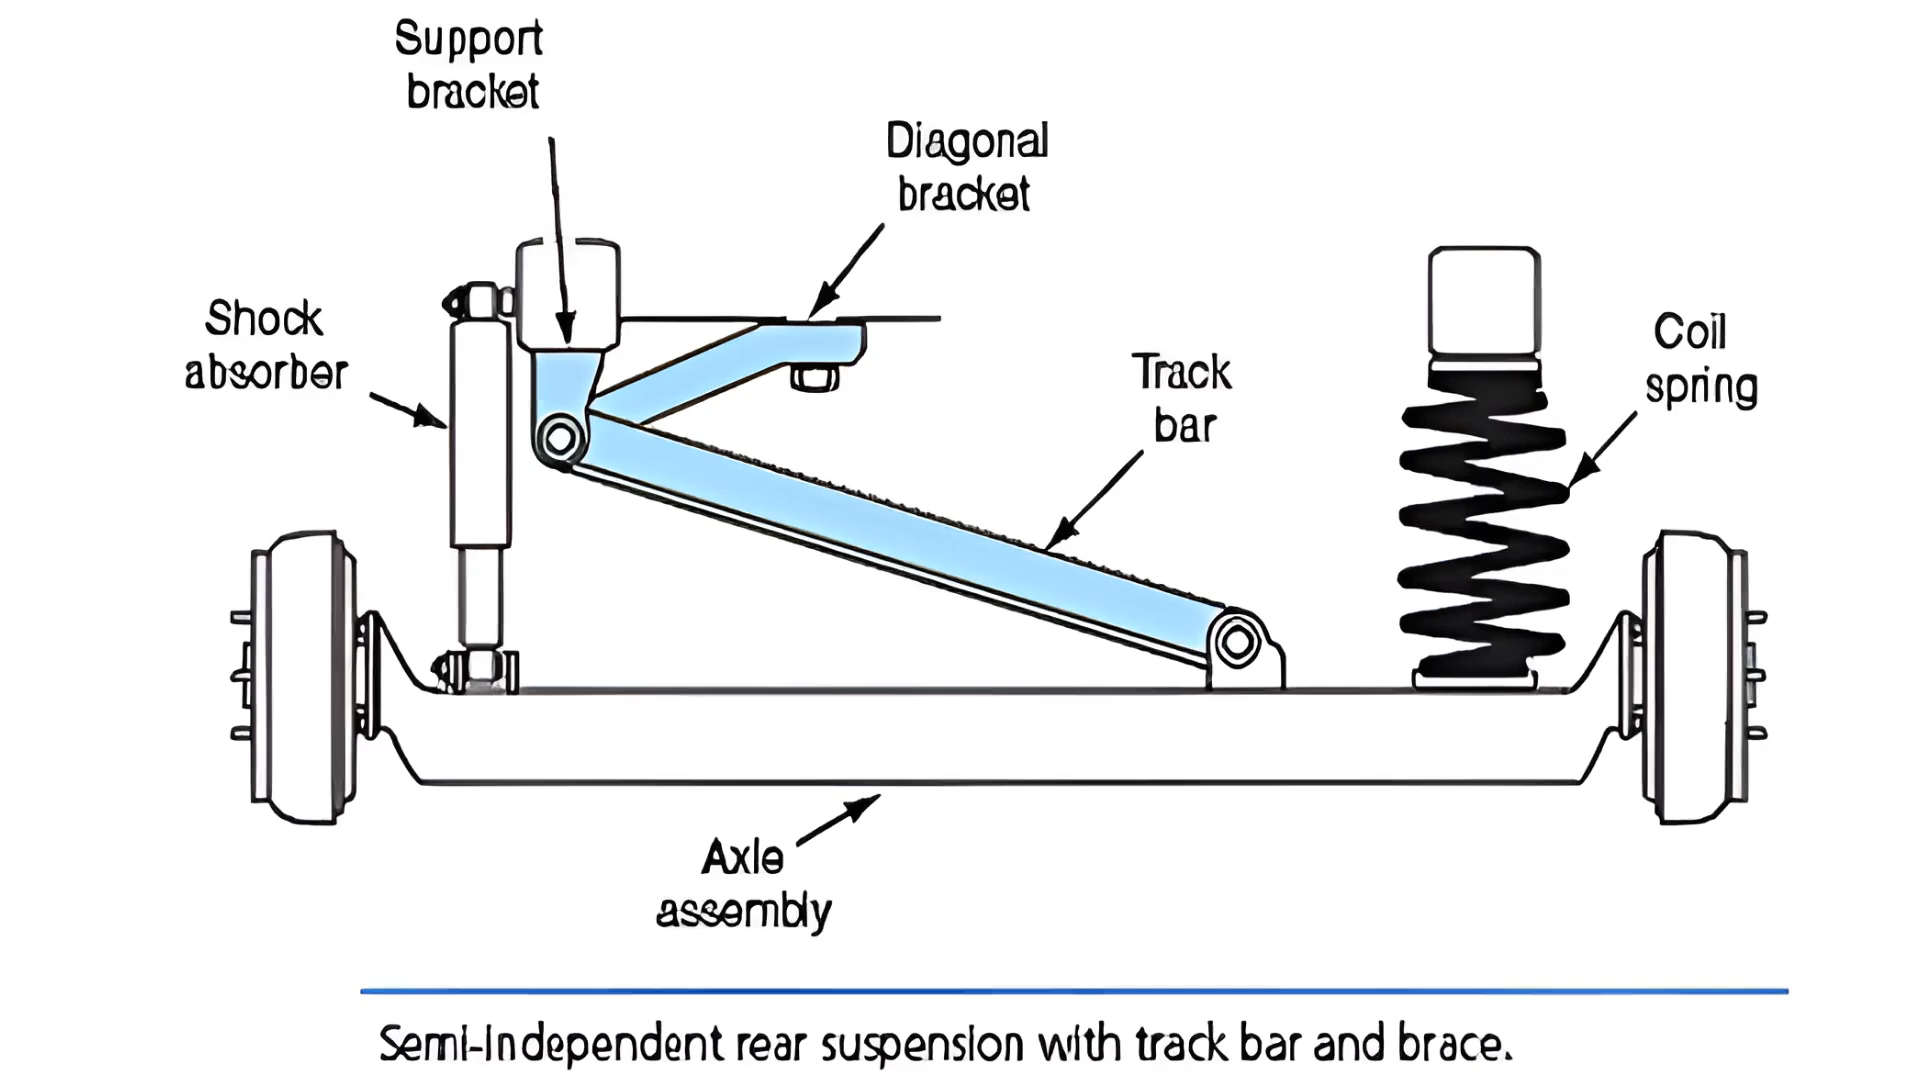 Support
bracket
Diagonal
bracket
Shock
absorber
Track
bar
Coil
spring
Axle
assembly
Semi-Independent rear suspension with track bar and brace.